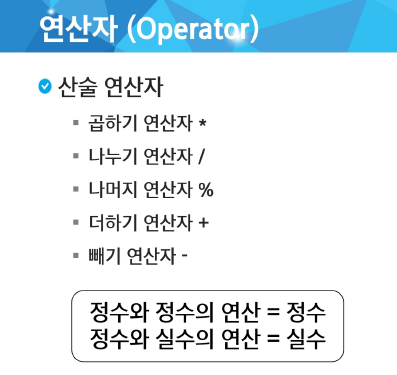 연산자 (Operator)
산술 연산자
곱하기 연산자 *
나누기 연산자 /
나머지 연산자 %
더하기 연산자 +
빼기 연산자 -
정수와 정수의 연산 = 정수
정수와 실수의 연산 = 실수